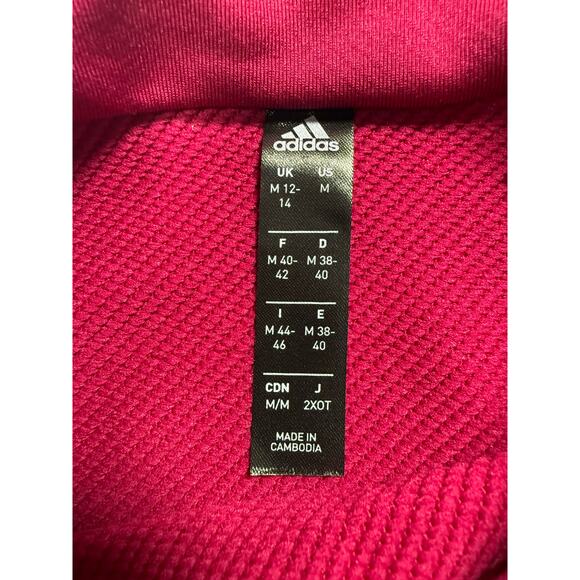 adidas
UK US
M 12- M
14
F D
M 40- M 38-
42 40
I E
M 44- M 38-
46 40
CDN J
M/M 2XOT
MADE IN
CAMBODIA